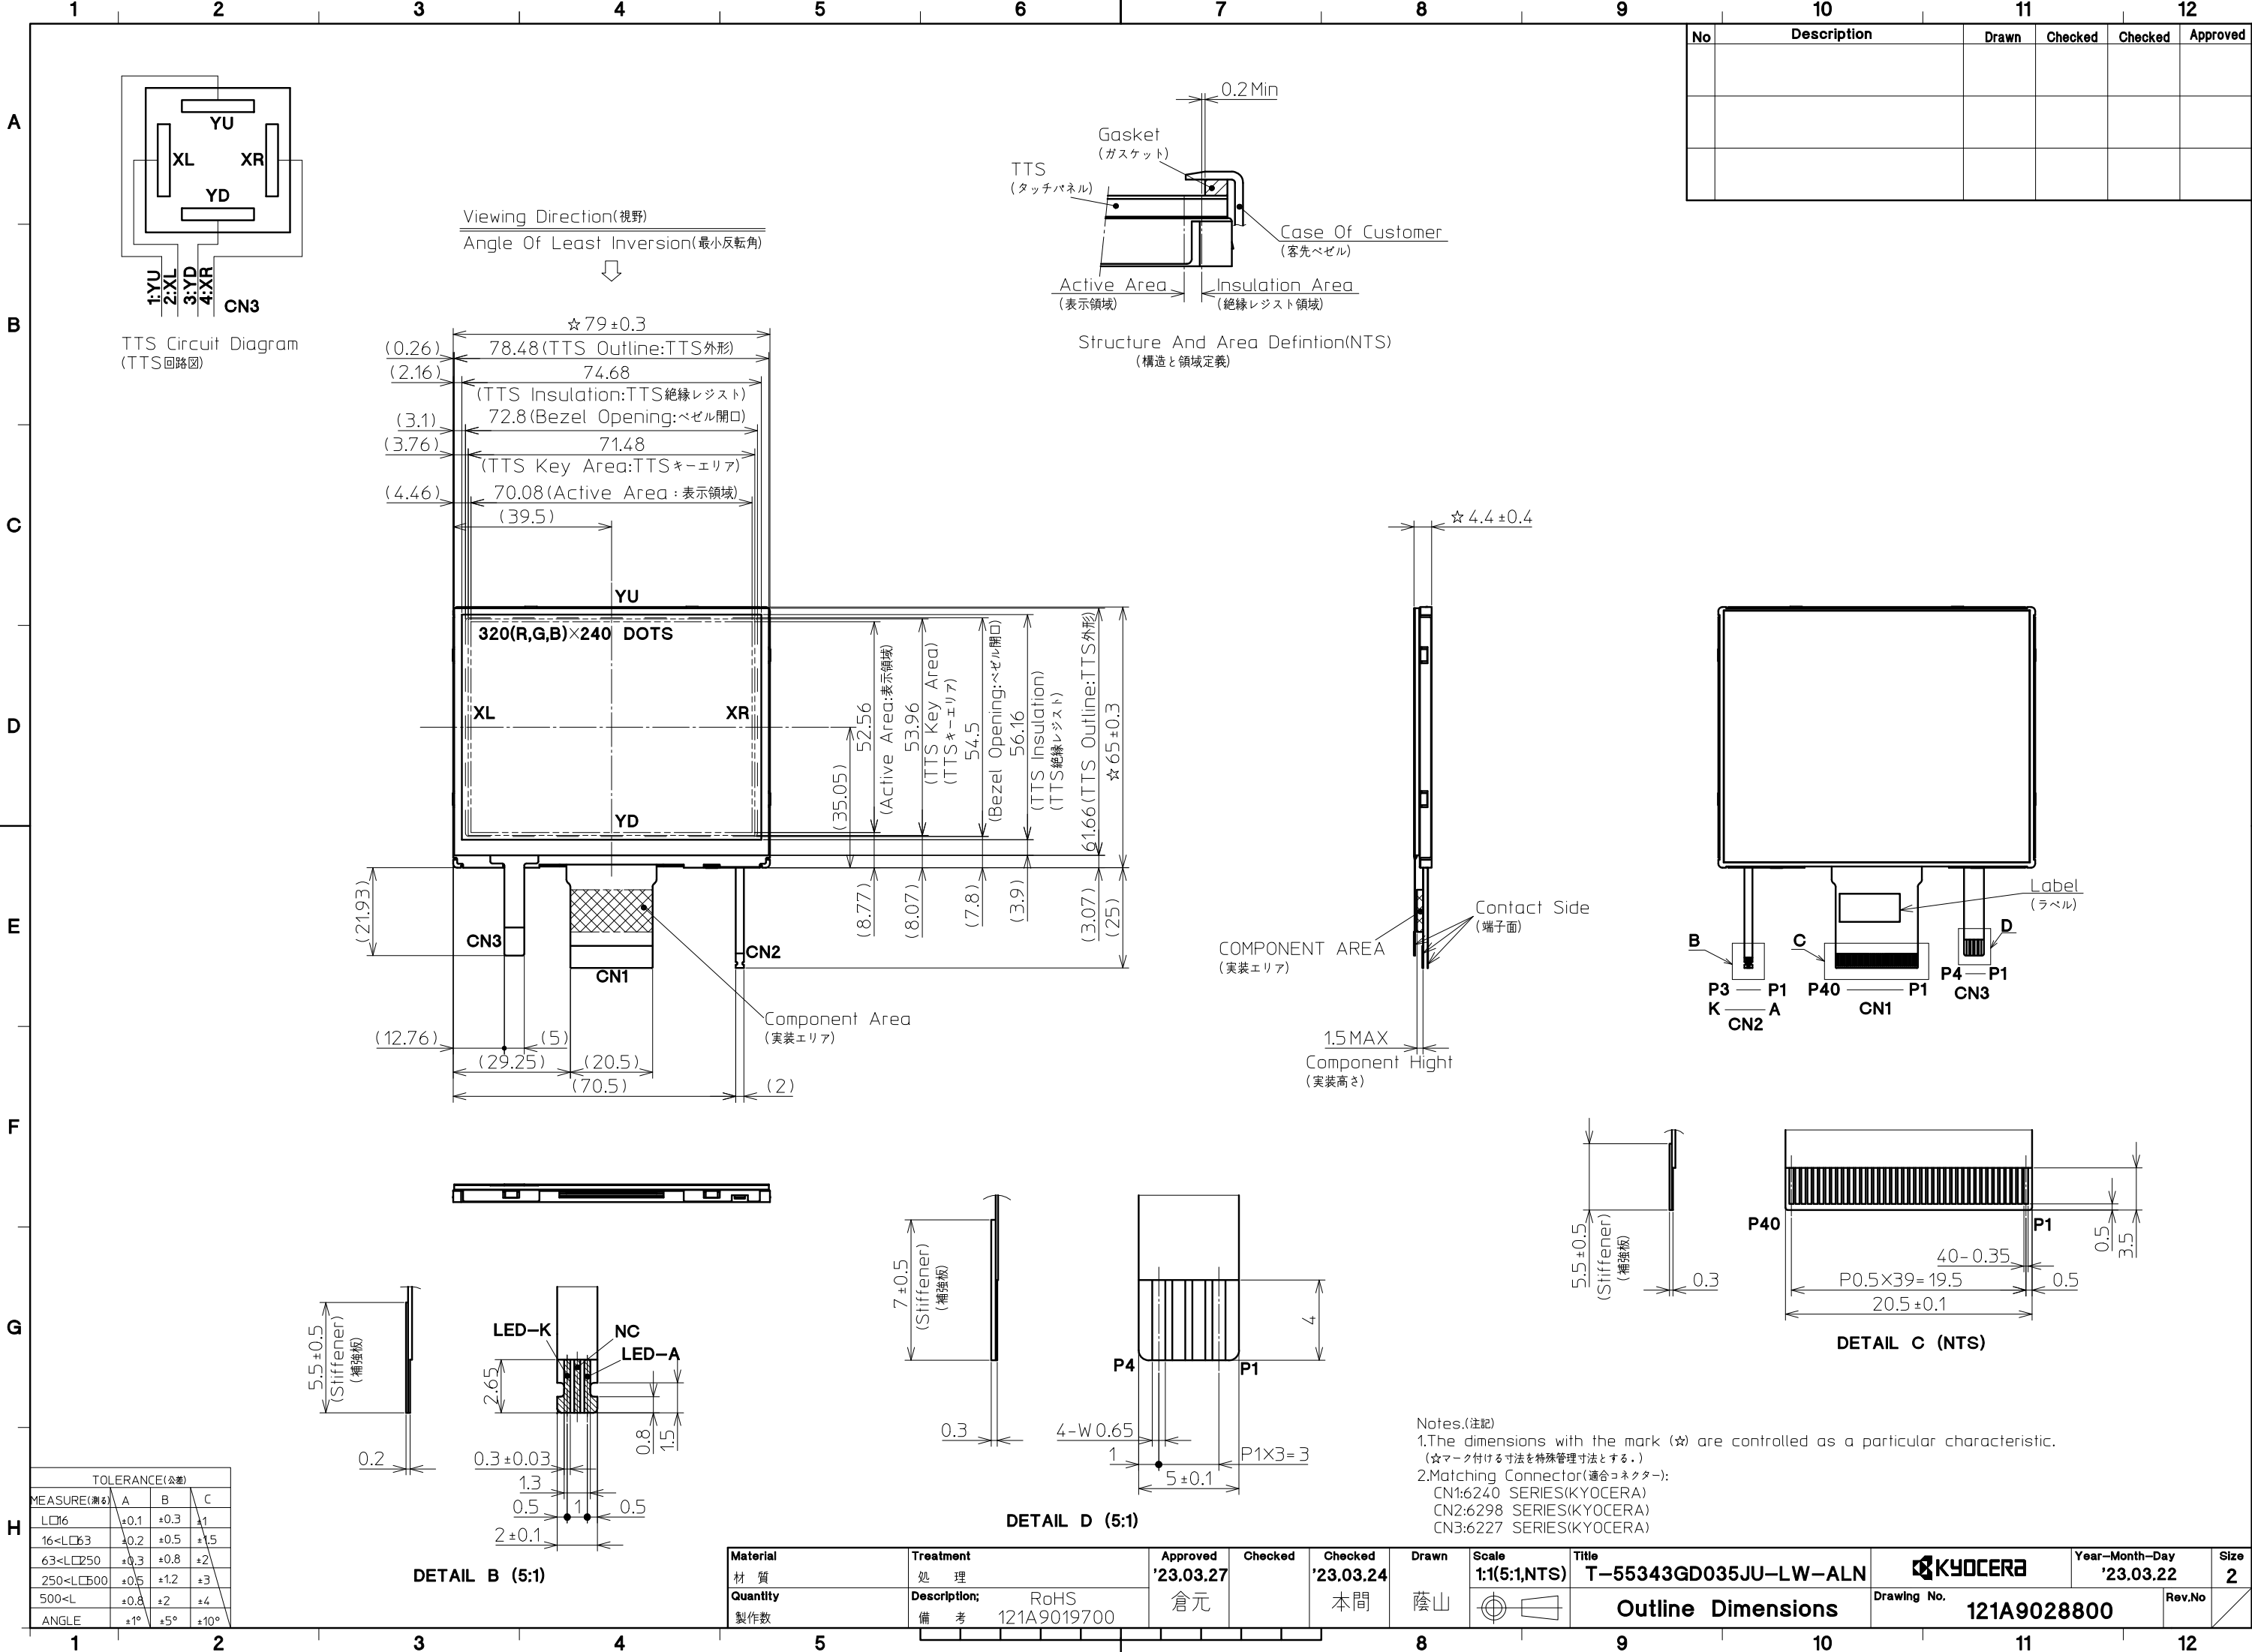 1 2 3 4 5 6 7 8 9 10 11 12
A
B
C
D
E
F
G
H
No Description Drawn Checked Checked Approved
YU
XL XR
YD
1:YU
2:XL
3:YD
4:XR
CN3
TTS Circuit Diagram
(TTS回路図)
Viewing Direction(視野)
Angle Of Least Inversion(最小反転角)
0.2Min
Gasket
(ガスケット)
TTS
(タッチパネル)
Case Of Customer
(客先ベゼル)
Active Area
(表示領域)
Insulation Area
(絶縁レジスト領域)
Structure And Area Defintion(NTS)
(構造と領域定義)
☆79±0.3
(0.26) 78.48(TTS Outline:TTS外形)
(2.16) 74.68
(TTS Insulation:TTS絶縁レジスト)
(3.1) 72.8(Bezel Opening:ベゼル開口)
(3.76) 71.48
(TTS Key Area:TTSキーエリア)
(4.46) 70.08(Active Area:表示領域)
(39.5)
YU
320(R,G,B)×240 DOTS
XL XR
YD
(35.05)
52.56
(Active Area:表示領域)
53.96
(TTS Key Area)
(TTSキーエリア)
54.5
(Bezel Opening:ベゼル開口)
56.16
(TTS Insulation)
(TTS絶縁レジスト)
61.66(TTS Outline:TTS外形)
☆65±0.3
(8.77)
(8.07)
(7.8)
(3.9)
(3.07)
(25)
(21.93)
CN3
CN1
CN2
Component Area
(実装エリア)
(12.76) (5)
(29.25) (20.5)
(70.5) (2)
☆4.4±0.4
Contact Side
(端子面)
COMPONENT AREA
(実装エリア)
1.5MAX
Component Hight
(実装高さ)
Label
(ラベル)
B
C
D
P3 P1
K A
CN2
P40 P1
CN1
P4 P1
CN3
5.5±0.5
(Stiffener)
(補強板)
0.2
LED-K
NC
LED-A
2.65
0.8
1.5
0.3±0.03
1.3
0.5 1 0.5
2±0.1
DETAIL B (5:1)
7±0.5
(Stiffener)
(補強板)
0.3
P4 P1
4
4-W0.65
1 P1×3=3
5±0.1
DETAIL D (5:1)
5.5±0.5
(Stiffener)
(補強板)
0.3
P40 P1
0.5
3.5
40-0.35
P0.5×39=19.5 0.5
20.5±0.1
DETAIL C (NTS)
Notes.(注記)
1.The dimensions with the mark (☆) are controlled as a particular characteristic.
(☆マーク付ける寸法を特殊管理寸法とする.)
2.Matching Connector(適合コネクター):
CN1:6240 SERIES(KYOCERA)
CN2:6298 SERIES(KYOCERA)
CN3:6227 SERIES(KYOCERA)
TOLERANCE(公差)
MEASURE(測る) A B C
L□16 ±0.1 ±0.3 ±1
16<L□63 ±0.2 ±0.5 ±1.5
63<L□250 ±0.3 ±0.8 ±2
250<L□500 ±0.5 ±1.2 ±3
500<L ±0.8 ±2 ±4
ANGLE ±1° ±5° ±10°
Material
材 質
Quantity
製作数
Treatment
処 理
Description;
備 考
RoHS
121A9019700
Approved
'23.03.27
倉元
Checked
Checked
'23.03.24
本間
Drawn
蔭山
Scale
1:1(5:1,NTS)
Title
T-55343GD035JU-LW-ALN
Outline Dimensions
KYOCERA
Year-Month-Day
'23.03.22
Size
2
Drawing No.
121A9028800
Rev.No
1 2 3 4 5 8 10 11 12